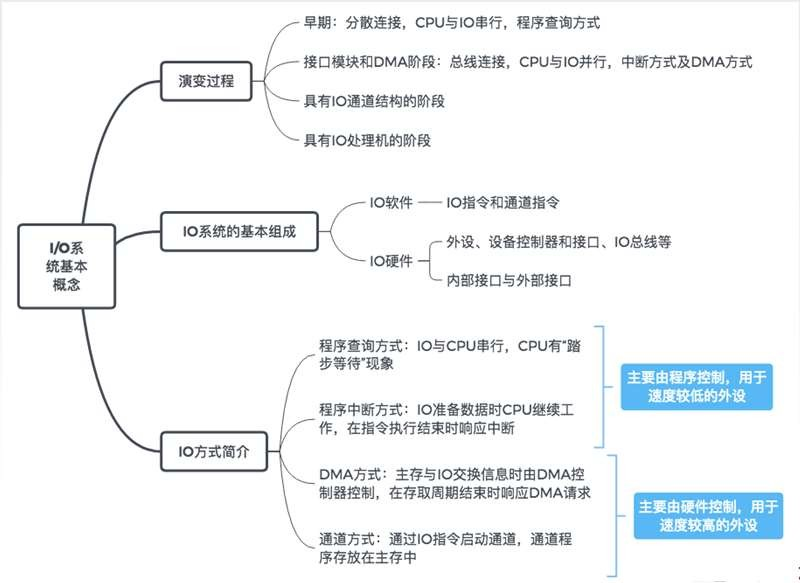 早期：分散连接，CPU与IO串行，程序查询方式
演变过程
接口模块和DMA阶段：总线连接，CPU与IO并行，中断方式及DMA方式
具有IO通道结构的阶段
具有IO处理机的阶段
I/O系
统基本
概念
IO系统的基本组成
IO软件
IO指令和通道指令
IO硬件
外设、设备控制器和接口、IO总线等
内部接口与外部接口
IO方式简介
程序查询方式：IO与CPU串行，CPU有“踏
步等待”现象
程序中断方式：IO准备数据时CPU继续工
作，在指令执行结束时响应中断
主要由程序控制，用于
速度较低的外设
DMA方式：主存与IO交换信息时由DMA控
制器控制，在存取周期结束时响应DMA请求
通道方式：通过IO指令启动通道，通道程
序存放在主存中
主要由硬件控制，用于
速度较高的外设